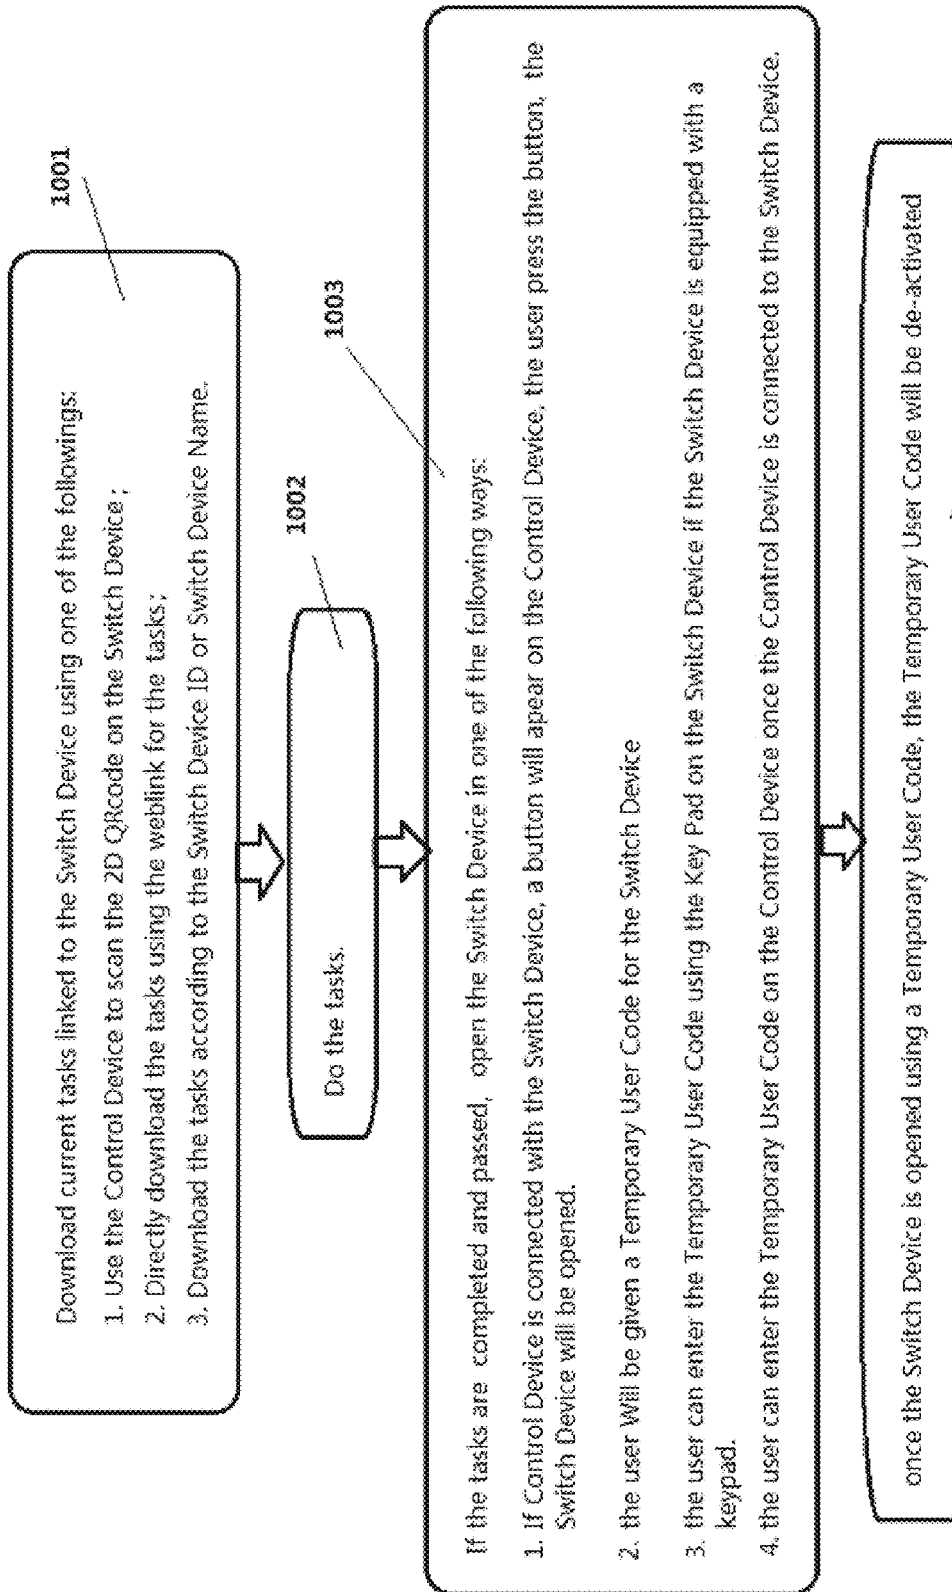 1001
Download current tasks linked to the Switch Device using one of the followings:
1. Use the Control Device to scan the 2D QRcode on the Switch Device;
2. Directly download the tasks using the weblink for the tasks;
3. Download the tasks according to the Switch Device ID or Switch Device Name.
1002
Do the tasks.
1003
If the tasks are completed and passed, open the Switch Device in one of the following ways:
1. If Control Device is connected with the Switch Device, a button will apear on the Control Device, the user press the button, the
Switch Device will be opened.
2. the user Will be given a Temporary User Code for the Switch Device
3. the user can enter the Temporary User Code using the Key Pad on the Switch Device if the Switch Device is equipped with a
keypad.
4. the user can enter the Temporary User Code on the Control Device once the Control Device is connected to the Switch Device.
once the Switch Device is opened using a Temporary User Code, the Temporary User Code will be de-activated